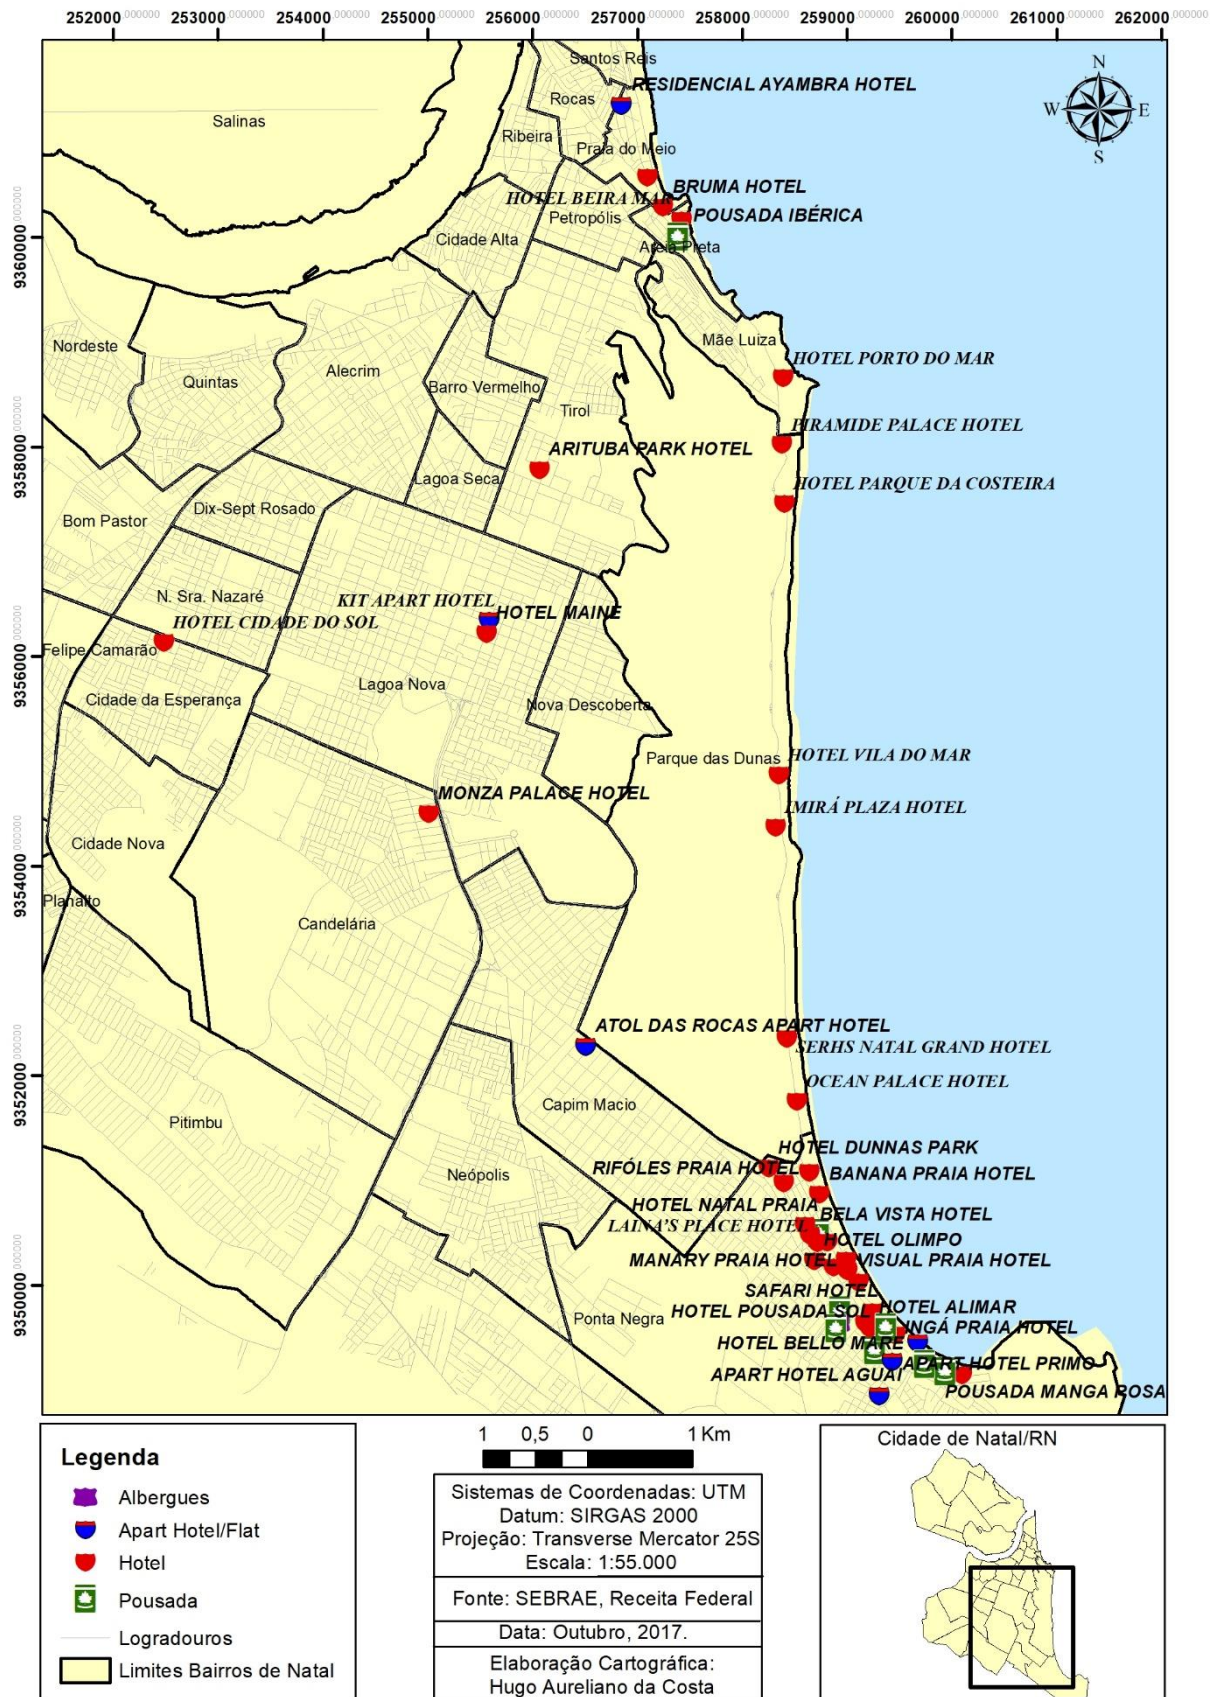 252000,000000 253000,000000 254000,000000 255000,000000 256000,000000 257000,000000 258000,000000 259000,000000 260000,000000 261000,000000 262000,000000
Santos Reis
RESIDENCIAL AYAMBRA HOTEL
N
W E
S
Rocas
Salinas
Ribeira
Praia do Meio
BRUMA HOTEL
HOTEL BEIRA MAR
Petrópolis
POUSADA IBÉRICA
9360000,000000
Cidade Alta
Areia Preta
Mãe Luiza
Nordeste
HOTEL PORTO DO MAR
Alecrim
Quintas
Barro Vermelho
Tirol
PIRAMIDE PALACE HOTEL
9358000,000000
ARITUBA PARK HOTEL
Lagoa Seca
HOTEL PARQUE DA COSTEIRA
Dix-Sept Rosado
Bom Pastor
N. Sra. Nazaré
KIT APART HOTEL
HOTEL MAINE
HOTEL CIDADE DO SOL
9356000,000000
Felipe Camarão
Lagoa Nova
Cidade da Esperança
Nova Descoberta
Parque das Dunas
HOTEL VILA DO MAR
MONZA PALACE HOTEL
IMIRÁ PLAZA HOTEL
Cidade Nova
9354000,000000
Planalto
Candelária
ATOL DAS ROCAS APART HOTEL
SERHS NATAL GRAND HOTEL
9352000,000000
OCEAN PALACE HOTEL
Capim Macio
Pitimbu
HOTEL DUNNAS PARK
RIFÓLES PRAIA HOTEL
BANANA PRAIA HOTEL
Neópolis
HOTEL NATAL PRAIA
BELA VISTA HOTEL
LAINA'S PLACE HOTEL
HOTEL OLIMPO
MANARY PRAIA HOTEL
VISUAL PRAIA HOTEL
9350000,000000
SAFARI HOTEL
HOTEL POUSADA SOL
HOTEL ALIMAR
Ponta Negra
INGÁ PRAIA HOTEL
HOTEL BELLO MARE
APART HOTEL PRIMO
APART HOTEL AGUAI
POUSADA MANGA ROSA
Legenda
Albergues
Apart Hotel/Flat
Hotel
Pousada
Logradouros
Limites Bairros de Natal
1 0,5 0 1 Km
Sistemas de Coordenadas: UTM
Datum: SIRGAS 2000
Projeção: Transverse Mercator 25S
Escala: 1:55.000
Fonte: SEBRAE, Receita Federal
Data: Outubro, 2017.
Elaboração Cartográfica:
Hugo Aureliano da Costa
Cidade de Natal/RN